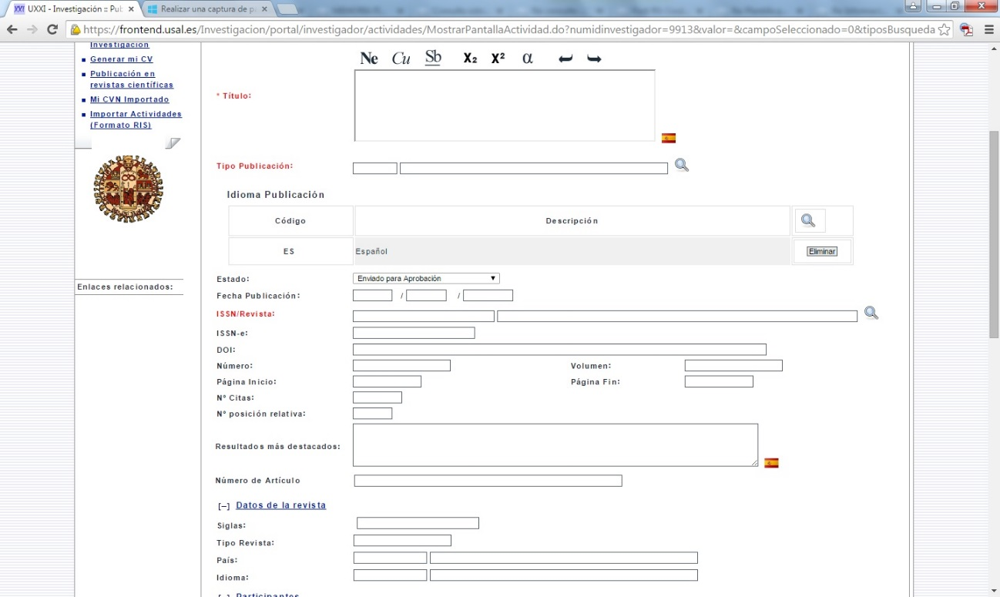 UXXI - Investigación :: Pub
Realizar una captura de p
https://frontend.usal.es/Investigacion/portal/investigador/actividades/MostrarPantallaActividad.do?numidinvestigador=9913&valor=&campoSeleccionado=0&tiposBusqueda
Investigación
Generar mi CV
Publicación en
revistas científicas
Mi CVN Importado
Importar Actividades
(Formato RIS)
Enlaces relacionados:
Ne Cu Sb X₂ X² α
* Título:
Tipo Publicación:
Idioma Publicación
Código Descripción
ES Español Eliminar
Estado: Enviado para Aprobación
Fecha Publicación: / /
ISSN/Revista:
ISSN-e:
DOI:
Número: Volumen:
Página Inicio: Página Fin:
Nº Citas:
Nº posición relativa:
Resultados más destacados:
Número de Artículo
[–] Datos de la revista
Siglas:
Tipo Revista:
País:
Idioma:
Participantes